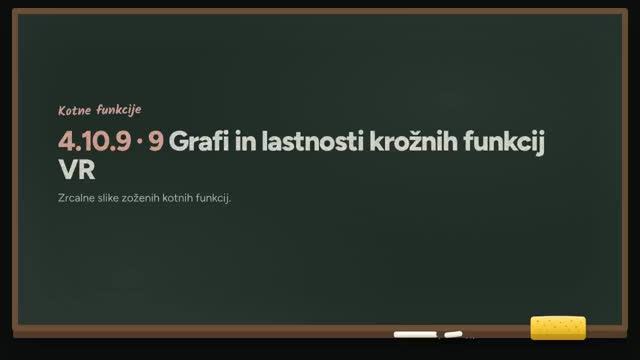 Kotne funkcije
4.10.9 · 9 Grafi in lastnosti krožnih funkcij
VR
Zrcalne slike zoženih kotnih funkcij.